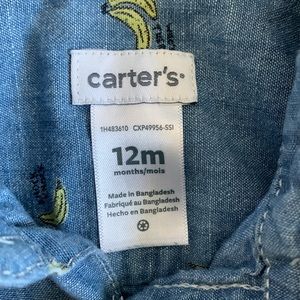 carter's®
1H483610 CXP49956-SSI
12m
months/mois
Made in Bangladesh
Fabriqué au Bangladesh
Hecho en Bangladesh